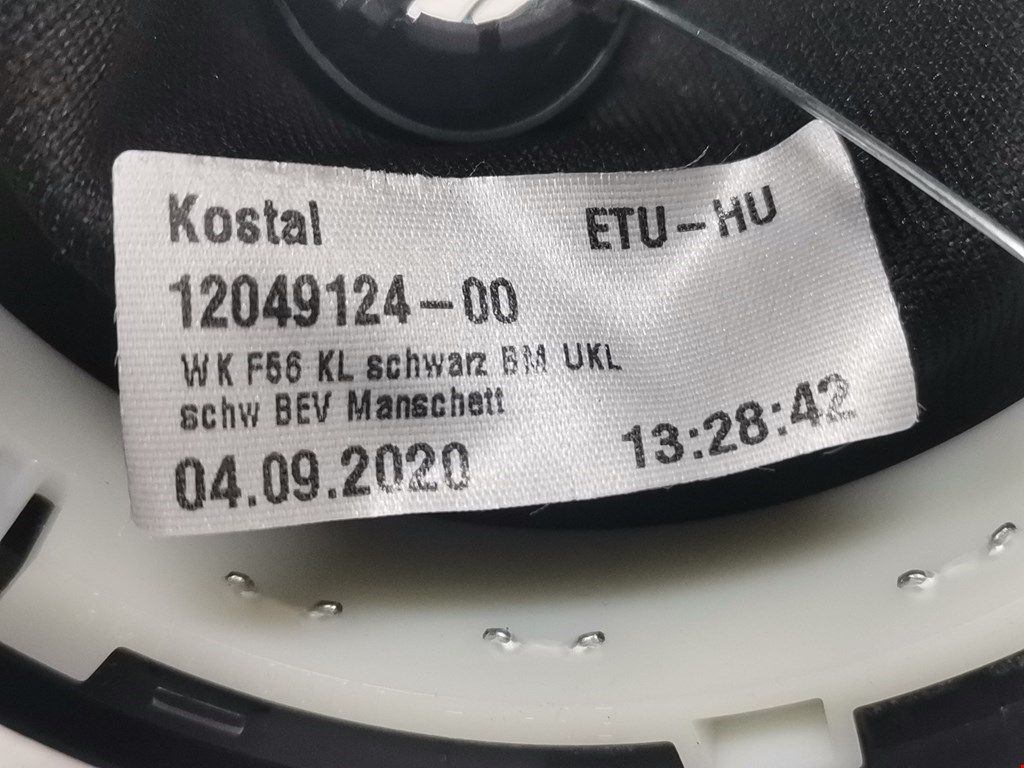 Kostal ETU-HU
12049124-00
WK F56 KL schwarz BM UKL
schw BEV Manschett
04.09.2020 13:28:42